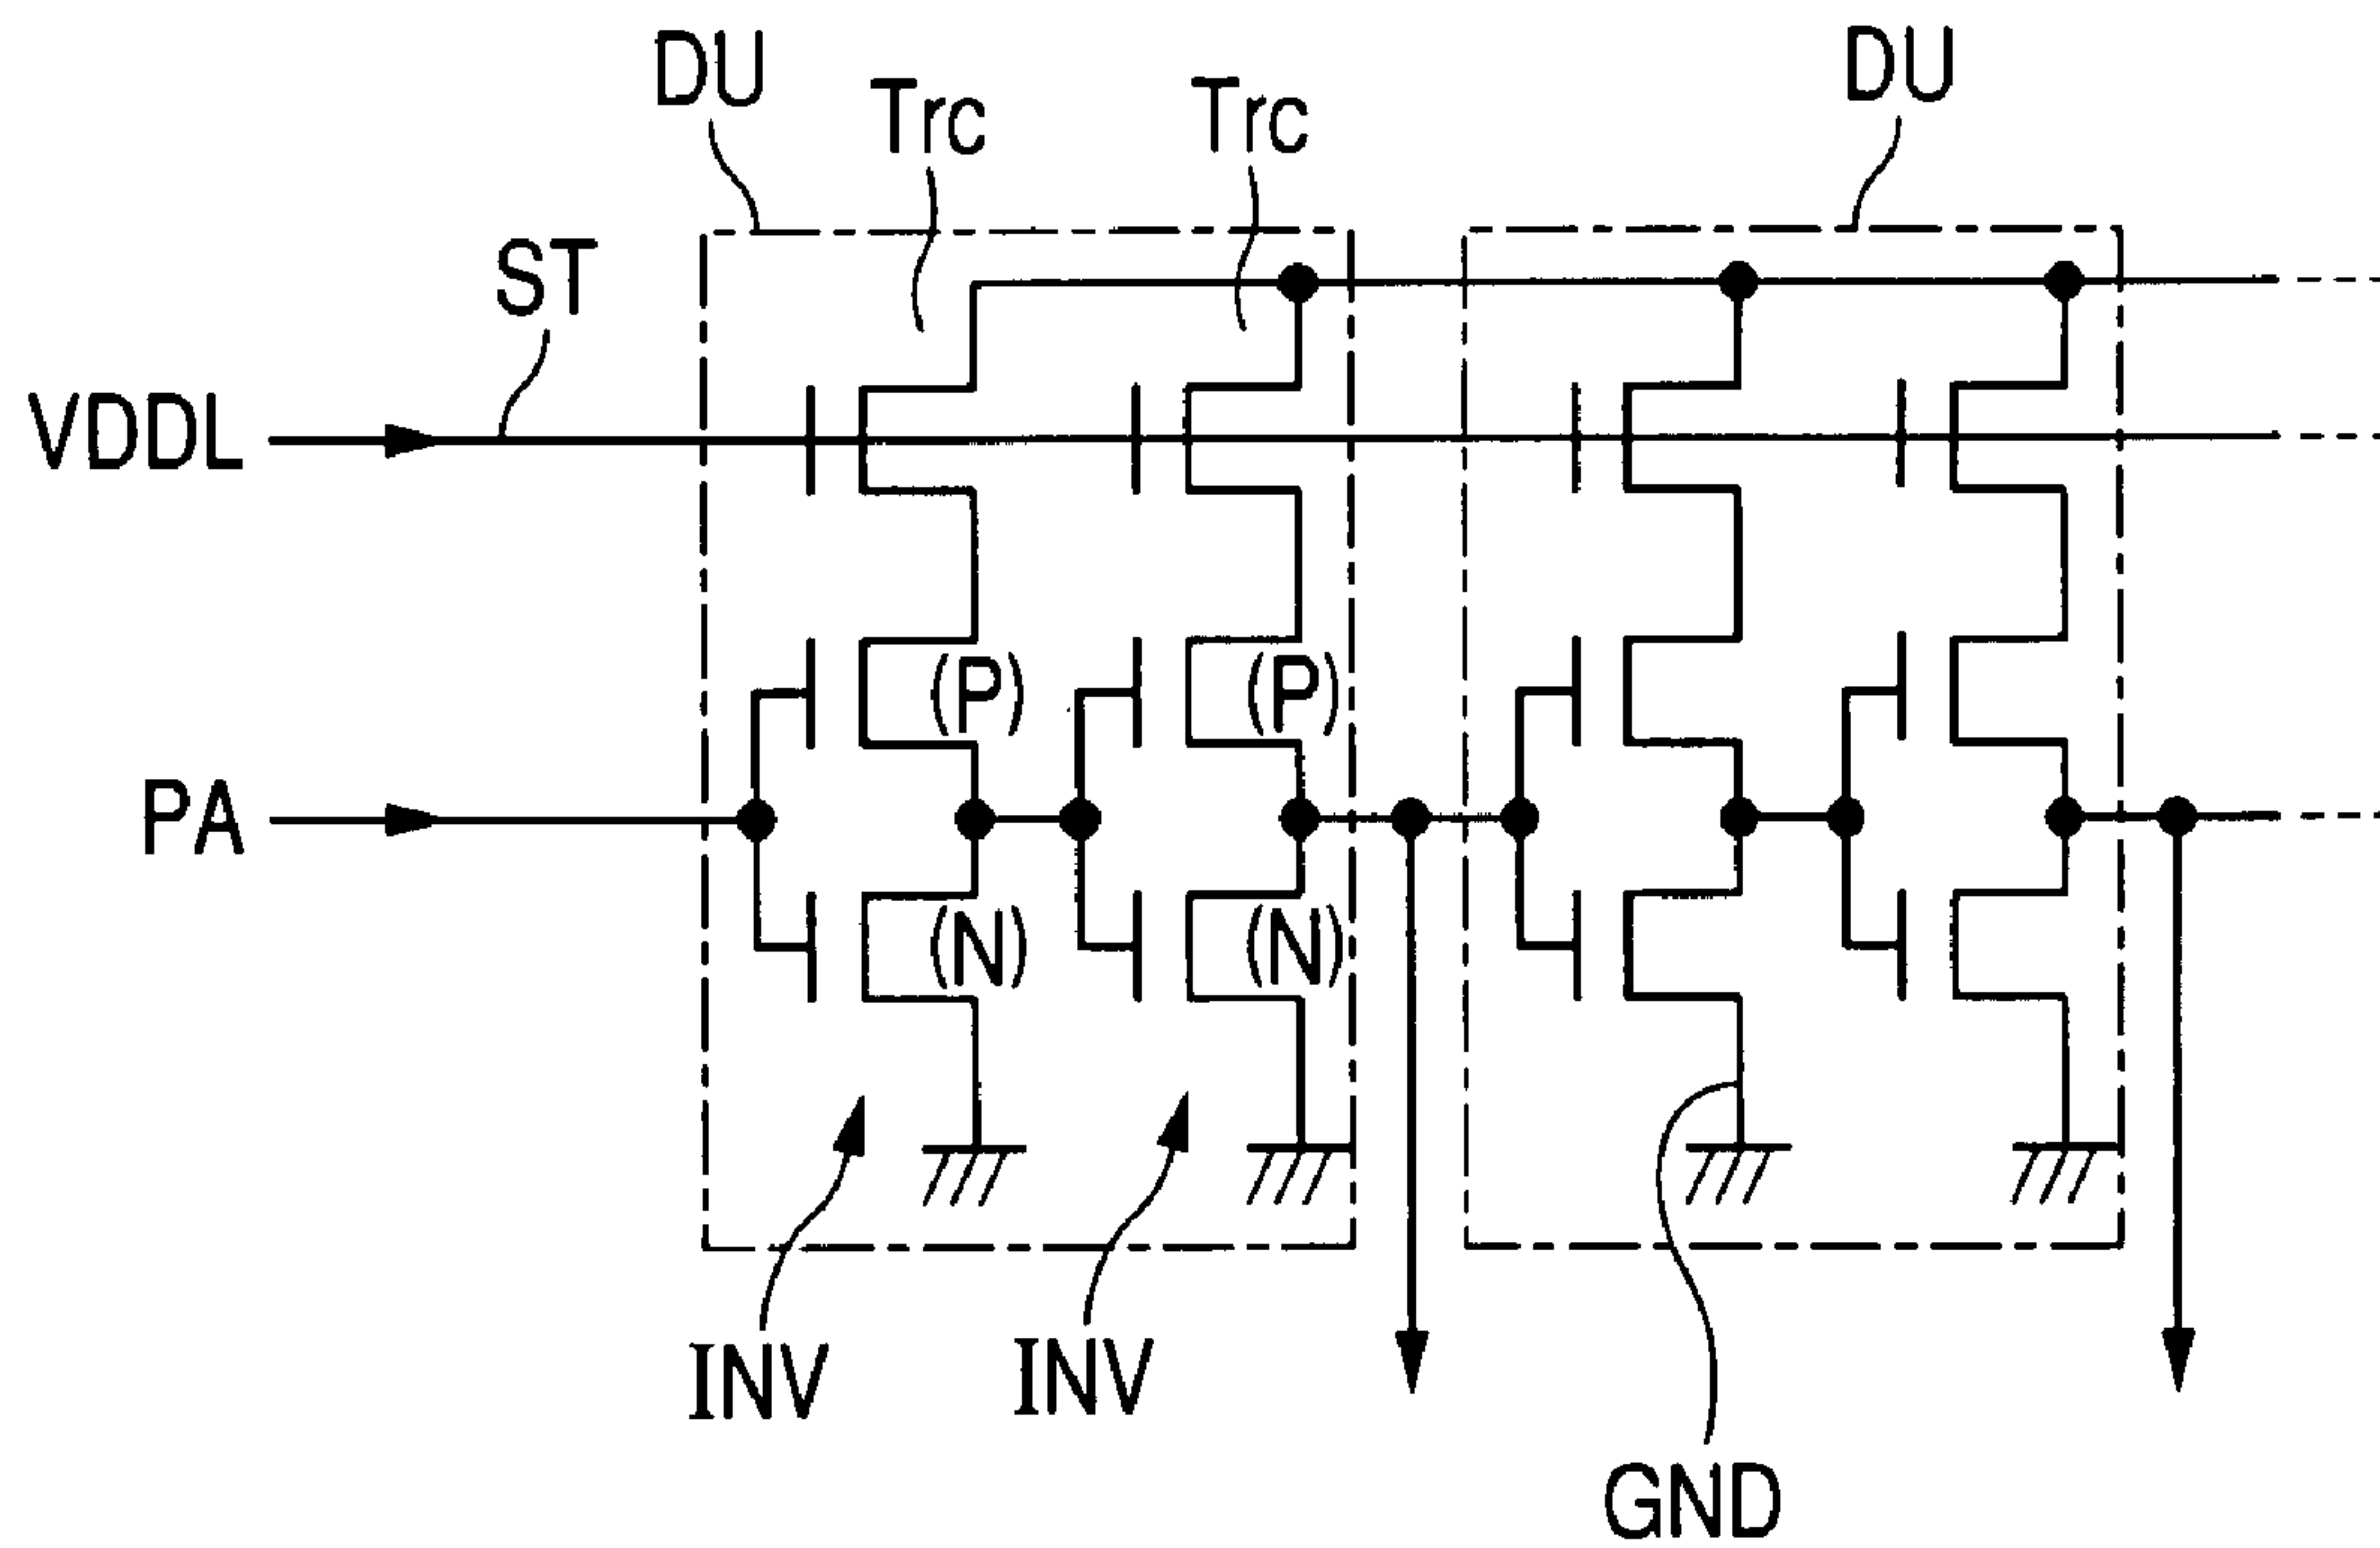 DU
Trc
Trc
DU
ST
VDDL
(P)
(P)
PA
(N)
(N)
INV
INV
GND